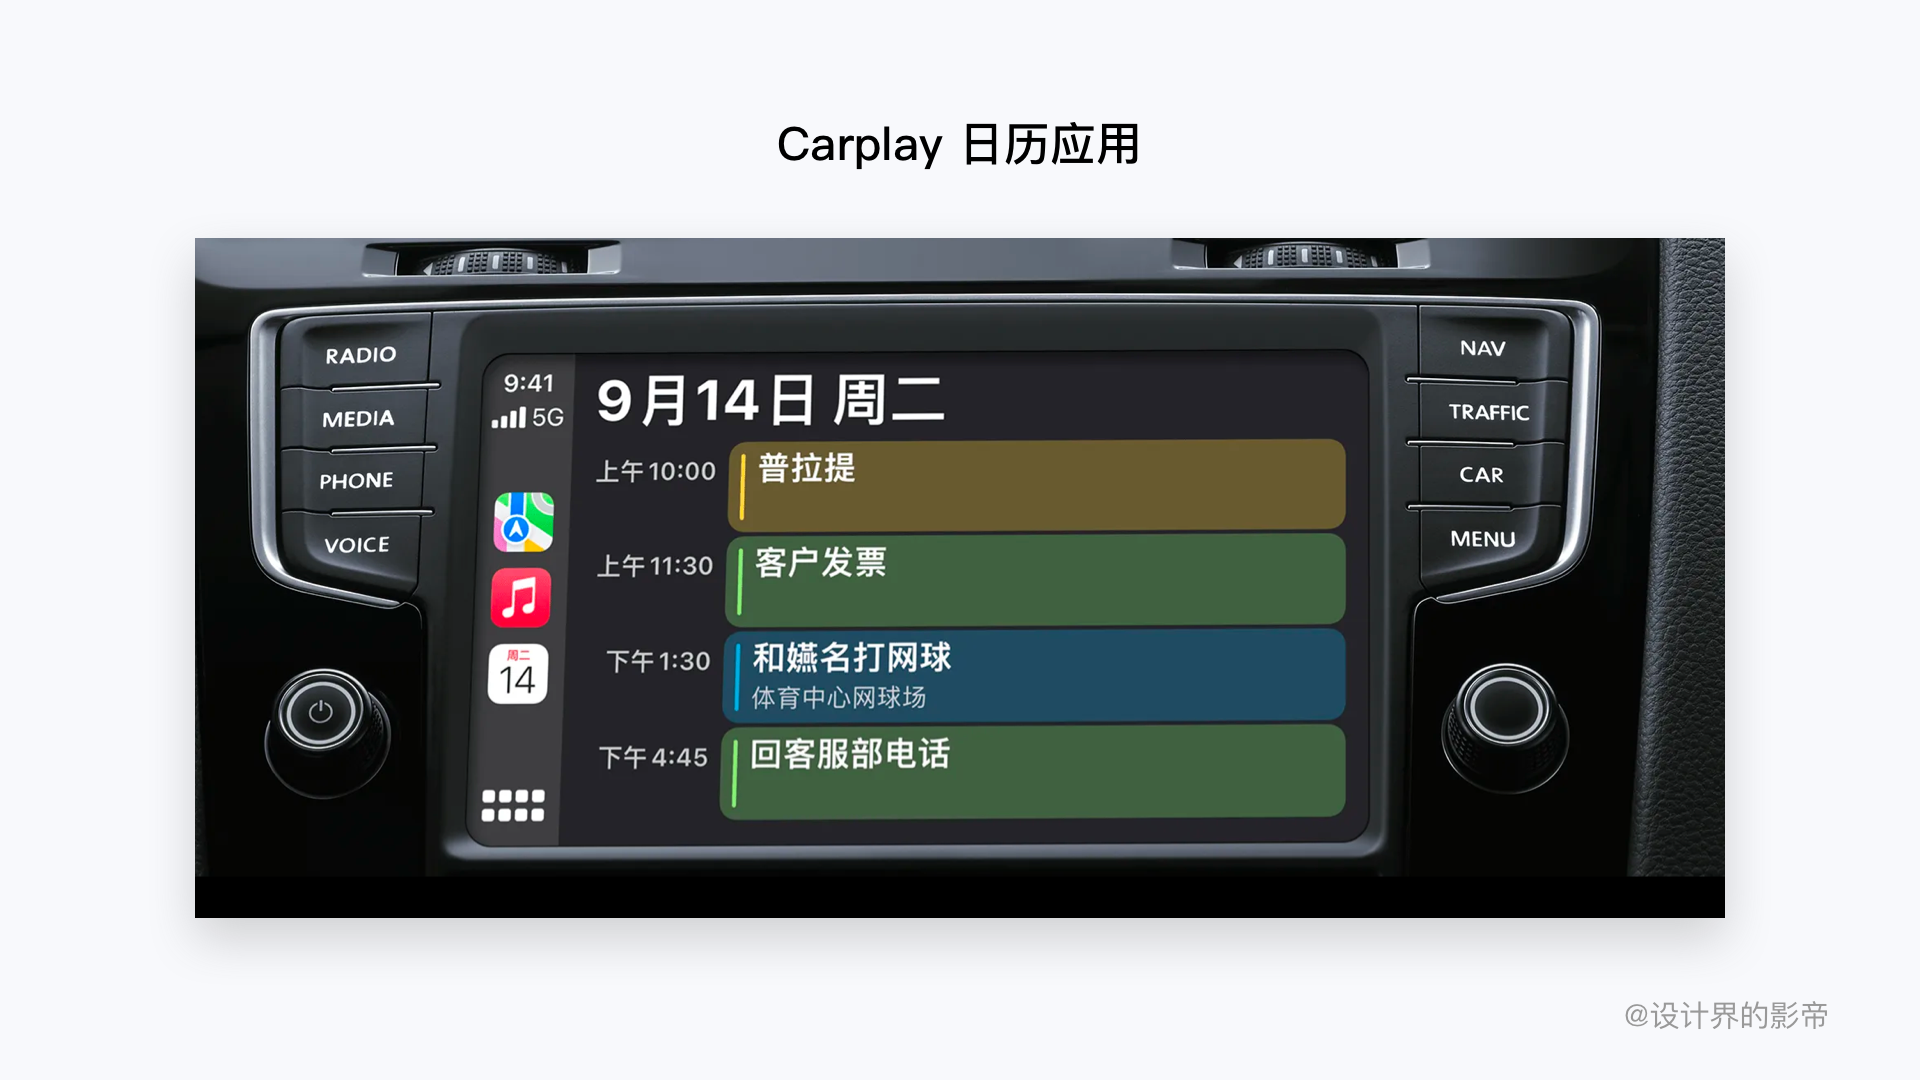 Carplay 日历应用
RADIO
MEDIA
PHONE
VOICE
9:41
5G
周二
14
9月14日 周二
上午10:00 普拉提
上午11:30 客户发票
下午1:30 和嬿名打网球
体育中心网球场
下午4:45 回客服部电话
NAV
TRAFFIC
CAR
MENU
@设计界的影帝